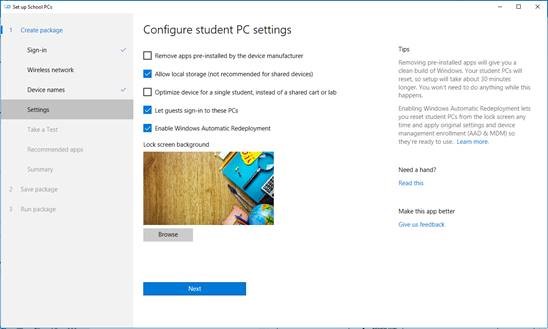 Set up School PCs
1 Create package
Sign-in
Wireless network
Device names
Settings
Take a Test
Recommended apps
Summary
2 Save package
3 Run package
Configure student PC settings
Remove apps pre-installed by the device manufacturer
Allow local storage (not recommended for shared devices)
Optimize device for a single student, instead of a shared cart or lab
Let guests sign-in to these PCs
Enable Windows Automatic Redeployment
Lock screen background
Browse
Next
Tips
Removing pre-installed apps will give you a
clean build of Windows. Your student PCs will
reset, so setup will take about 30 minutes
longer. You won't need to do anything while this
happens.
Enabling Windows Automatic Redeployment lets
you reset student PCs from the lock screen any
time and apply original settings and device
management enrollment (AAD & MDM) so
they're ready to use. Learn more.
Need a hand?
Read this
Make this app better
Give us feedback